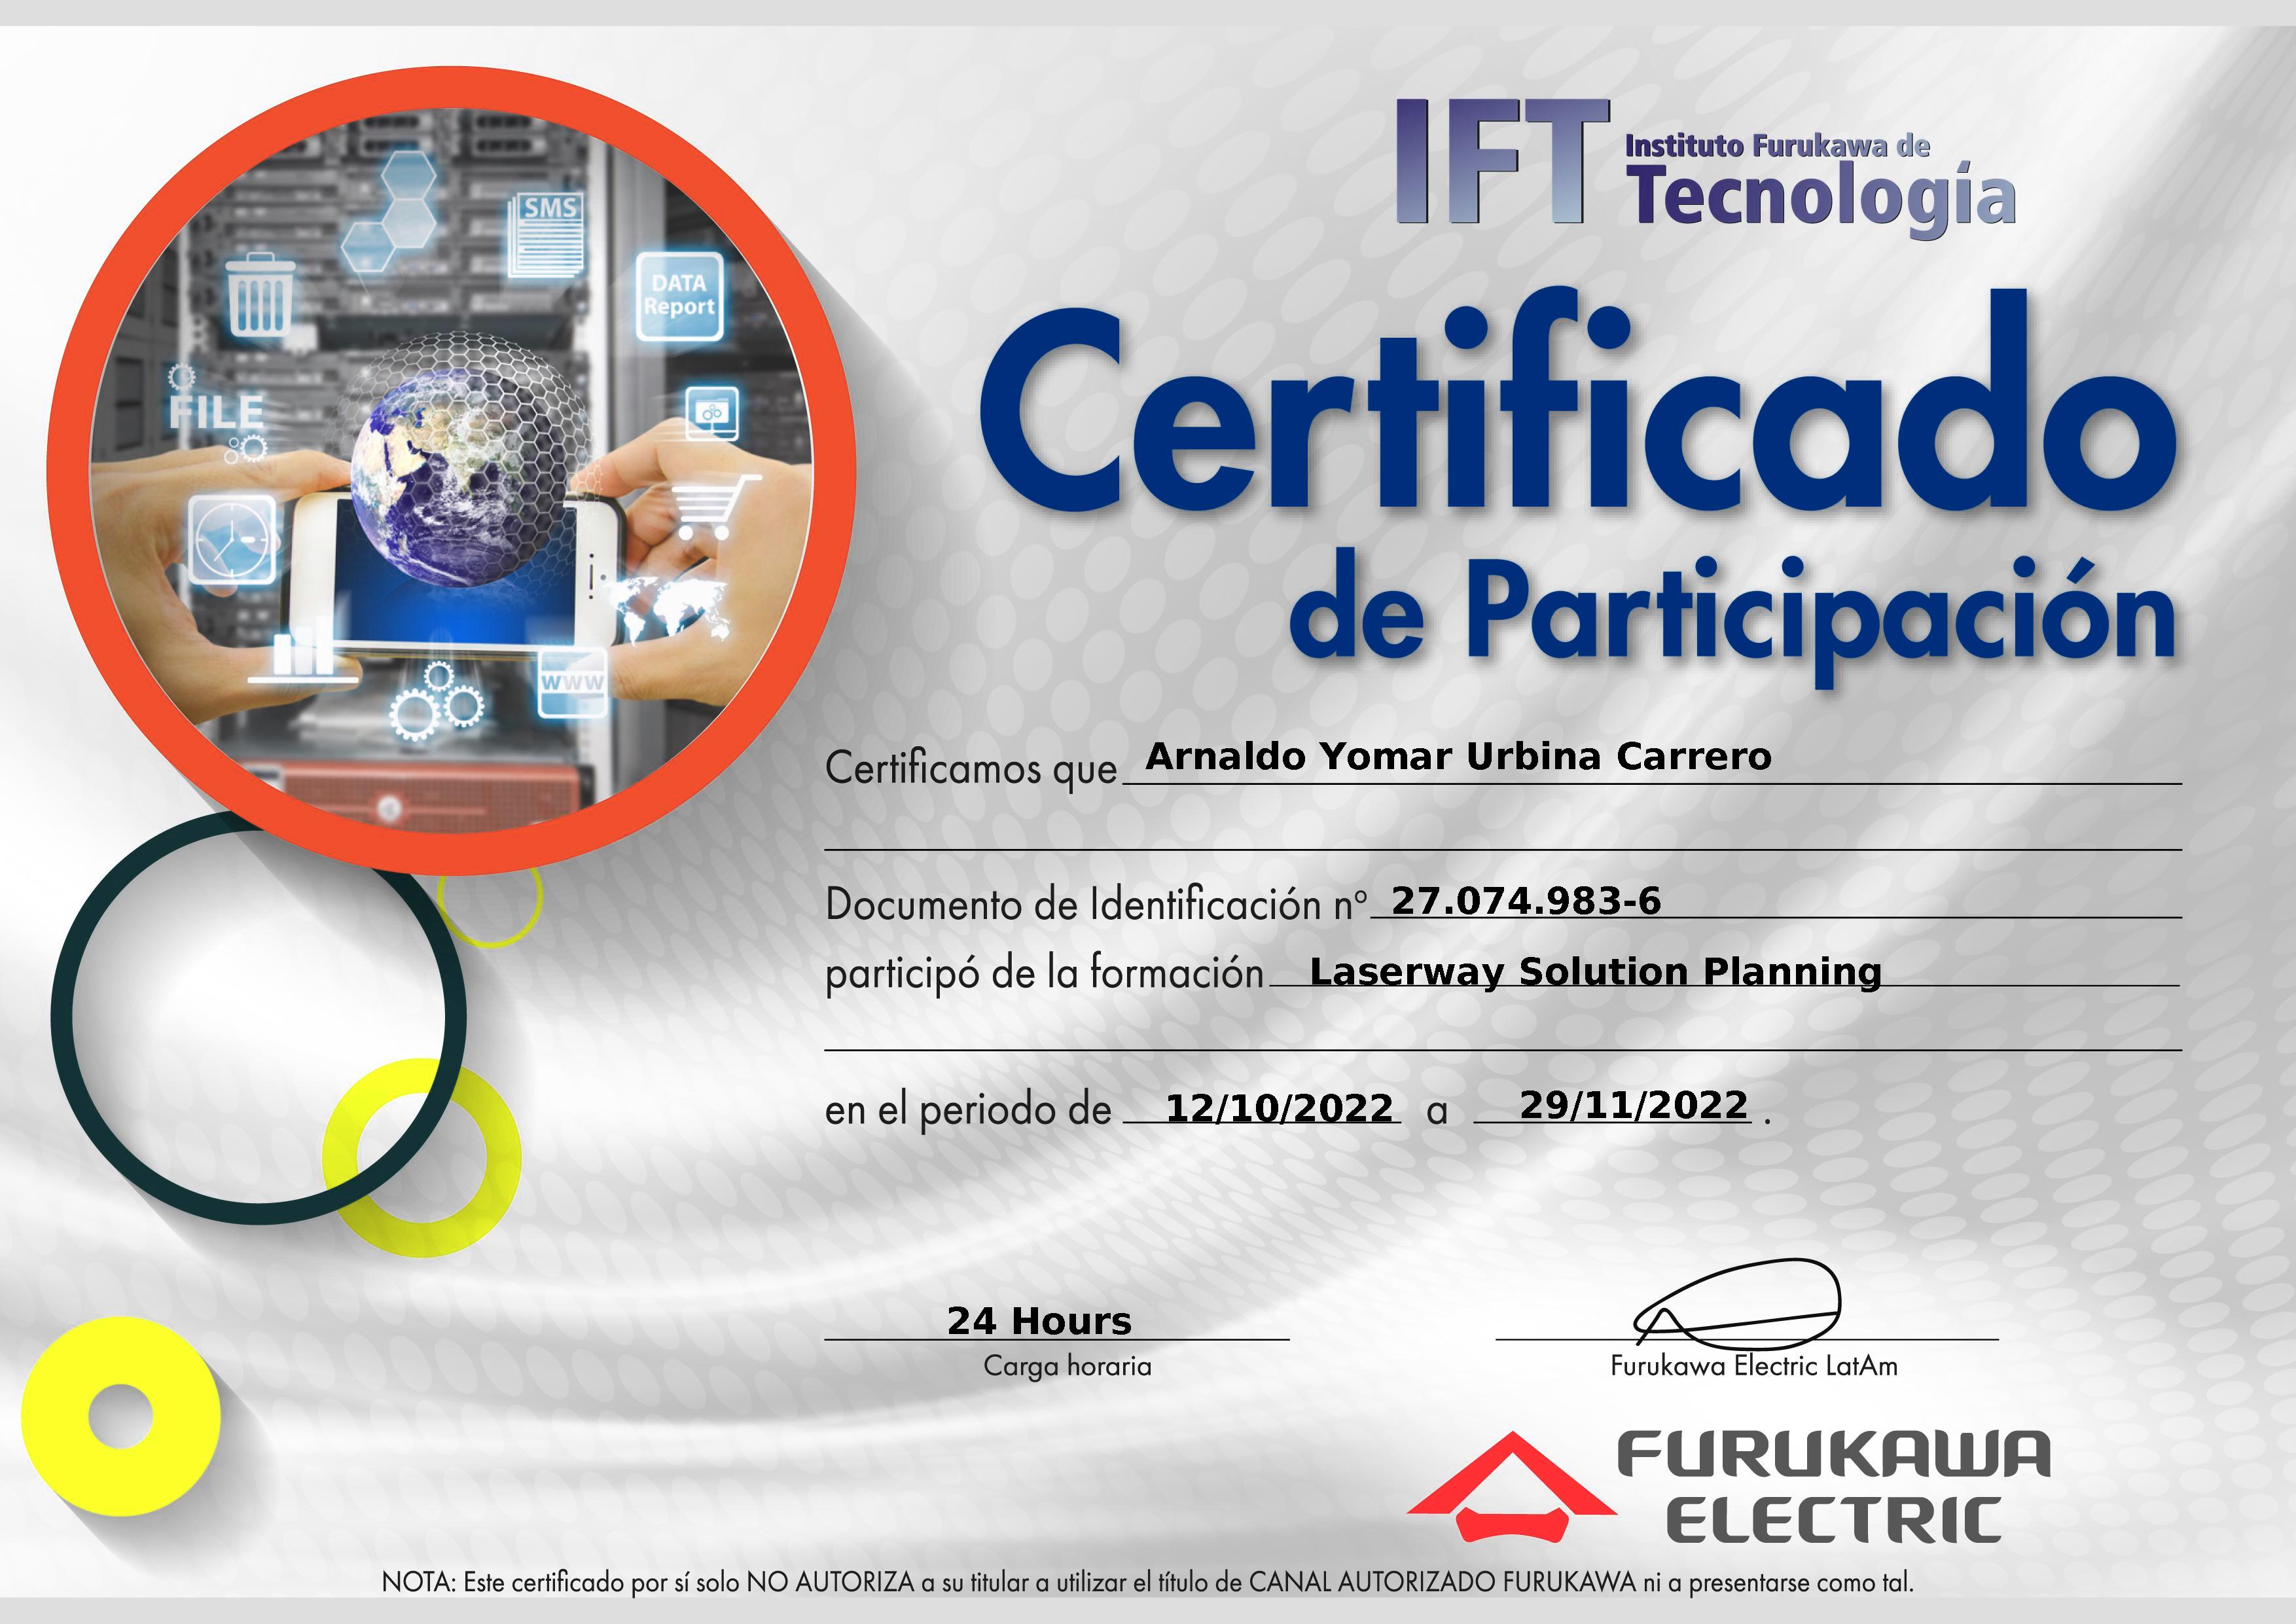 SMS
DATA
Report
FILE
www
IFT Instituto Furukawa de
Tecnología
Certificado
de Participación
Certificamos que Arnaldo Yomar Urbina Carrero
Documento de Identificación nº 27.074.983-6
participó de la formación Laserway Solution Planning
en el periodo de 12/10/2022 a 29/11/2022 .
24 Hours
Carga horaria
Furukawa Electric LatAm
FURUKAWA
ELECTRIC
NOTA: Este certificado por sí solo NO AUTORIZA a su titular a utilizar el título de CANAL AUTORIZADO FURUKAWA ni a presentarse como tal.